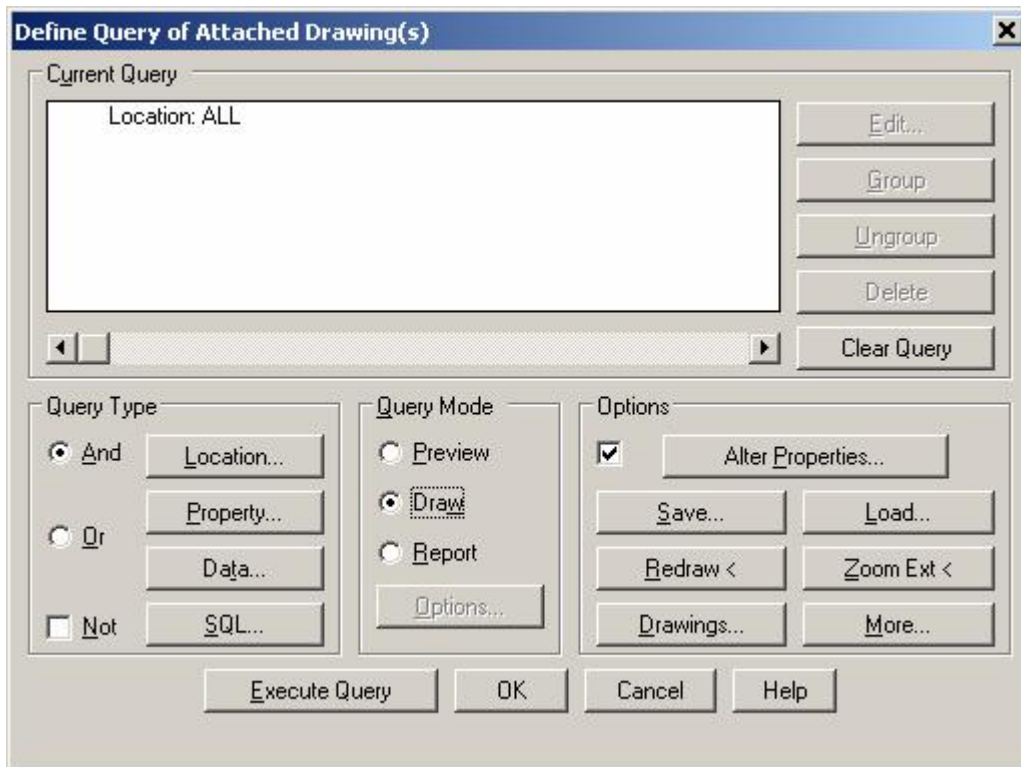 Define Query of Attached Drawing(s)
Current Query
Location: ALL
Edit...
Group
Ungroup
Delete
Clear Query
Query Type
And
Location...
Property...
Or
Data...
Not
SQL...
Query Mode
Preview
Draw
Report
Options...
Options
Alter Properties...
Save...
Load...
Redraw <
Zoom Ext <
Drawings...
More...
Execute Query
OK
Cancel
Help